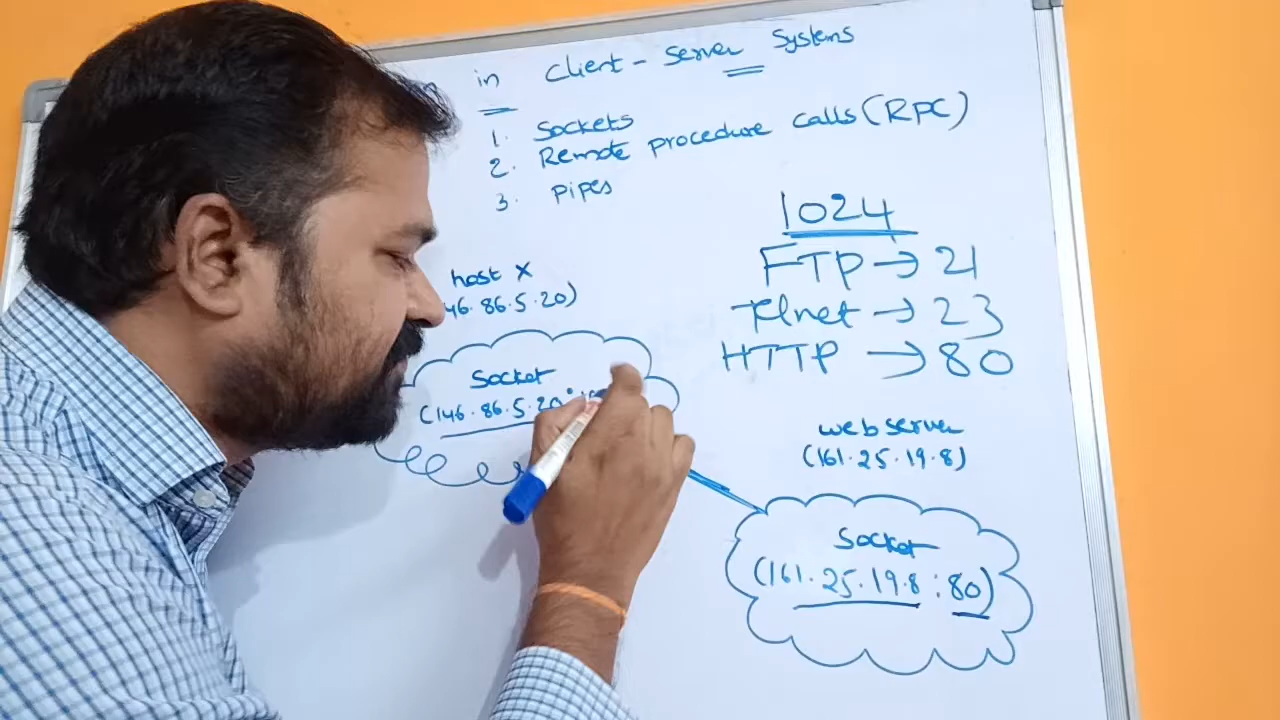 in Client-Server Systems
1. Sockets
2. Remote procedure calls (RPC)
3. pipes
1024
FTP → 21
Telnet → 23
HTTP → 80
host X
46.86.5.20)
Socket
(146.86.5.20:
web server
(161.25.19.8)
Socket
(161.25.19.8:80)